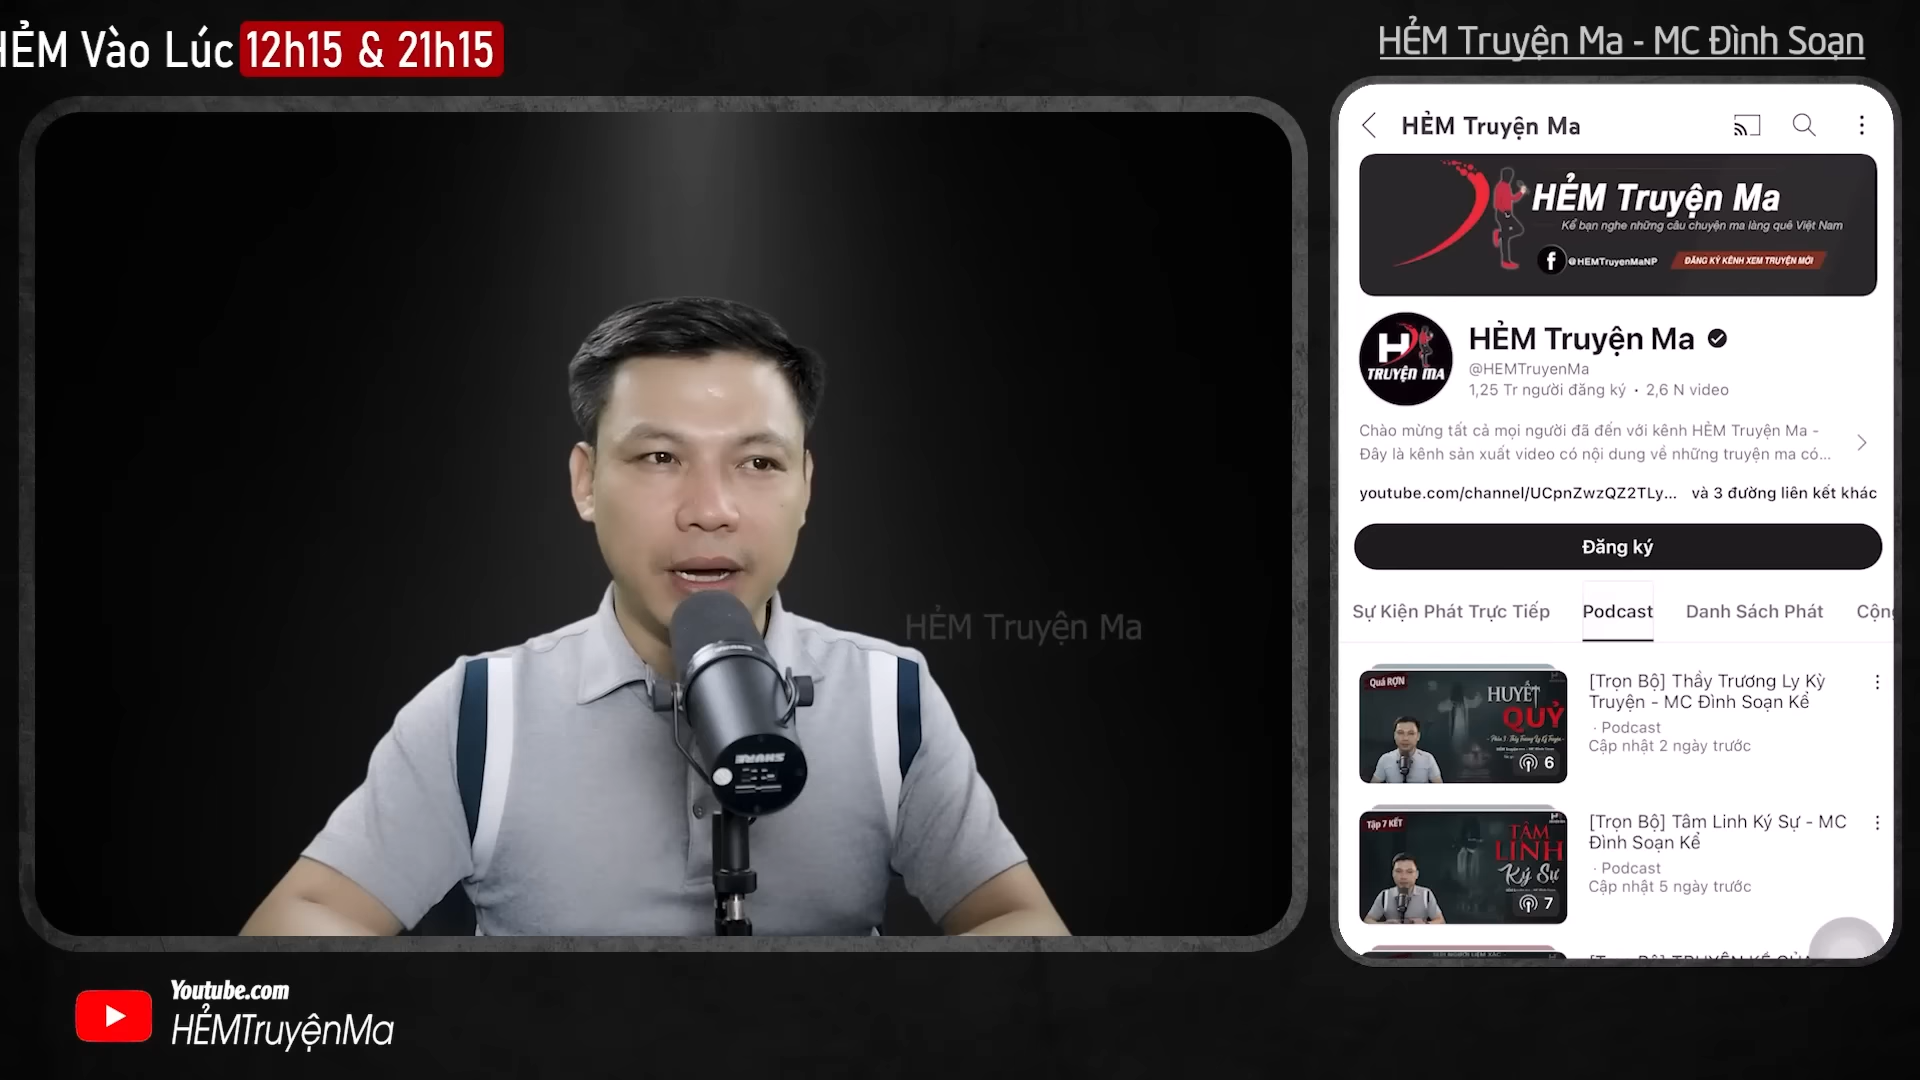 HẺM Vào Lúc 12h15 & 21h15
HẺM Truyện Ma - MC Đình Soạn
HẺM Truyện Ma
HẺM Truyện Ma
Kể bạn nghe những câu chuyện ma làng quê Việt Nam
@HEMTruyenMaNP
ĐĂNG KÝ KÊNH XEM TRUYỆN MỚI
H
TRUYỆN MA
HẺM Truyện Ma
@HEMTruyenMa
1,25 Tr người đăng ký • 2,6 N video
Chào mừng tất cả mọi người đã đến với kênh HẺM Truyện Ma -
Đây là kênh sản xuất video có nội dung về những truyện ma có...
youtube.com/channel/UCpnZwzQZ2TLy... và 3 đường liên kết khác
Đăng ký
Sự Kiện Phát Trực Tiếp Podcast Danh Sách Phát Cộng
Quá RỢN
HUYẾT
QUỶ
6
[Trọn Bộ] Thầy Trương Ly Kỳ
Truyện - MC Đình Soạn Kể
· Podcast
Cập nhật 2 ngày trước
Tập 7 KẾT
TÂM
LINH
Ký Sự
7
[Trọn Bộ] Tâm Linh Ký Sự - MC
Đình Soạn Kể
· Podcast
Cập nhật 5 ngày trước
HẺM Truyện Ma
SHURE
Youtube.com
HẺMTruyệnMa